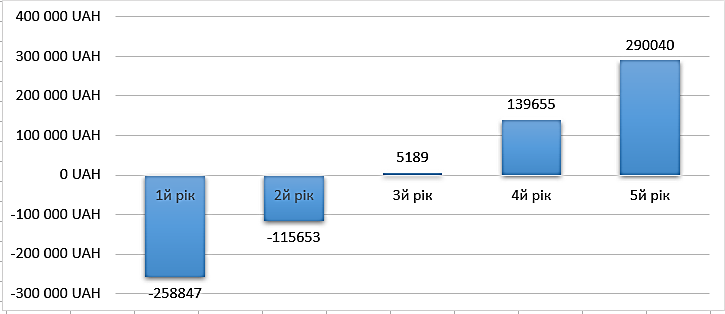 400 000 UAH
300 000 UAH
200 000 UAH
100 000 UAH
0 UAH
-100 000 UAH
-200 000 UAH
-300 000 UAH
290040
139655
5189
1й рік 2й рік 3й рік 4й рік 5й рік
-115653
-258847